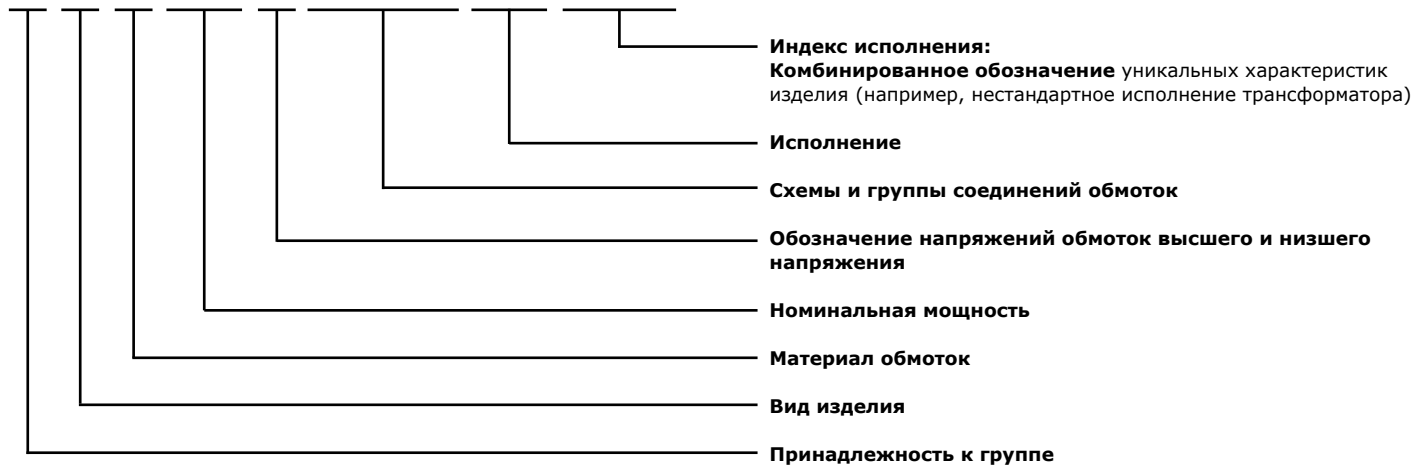 Индекс исполнения:
Комбинированное обозначение уникальных характеристик
изделия (например, нестандартное исполнение трансформатора)
Исполнение
Схемы и группы соединений обмоток
Обозначение напряжений обмоток высшего и низшего
напряжения
Номинальная мощность
Материал обмоток
Вид изделия
Принадлежность к группе